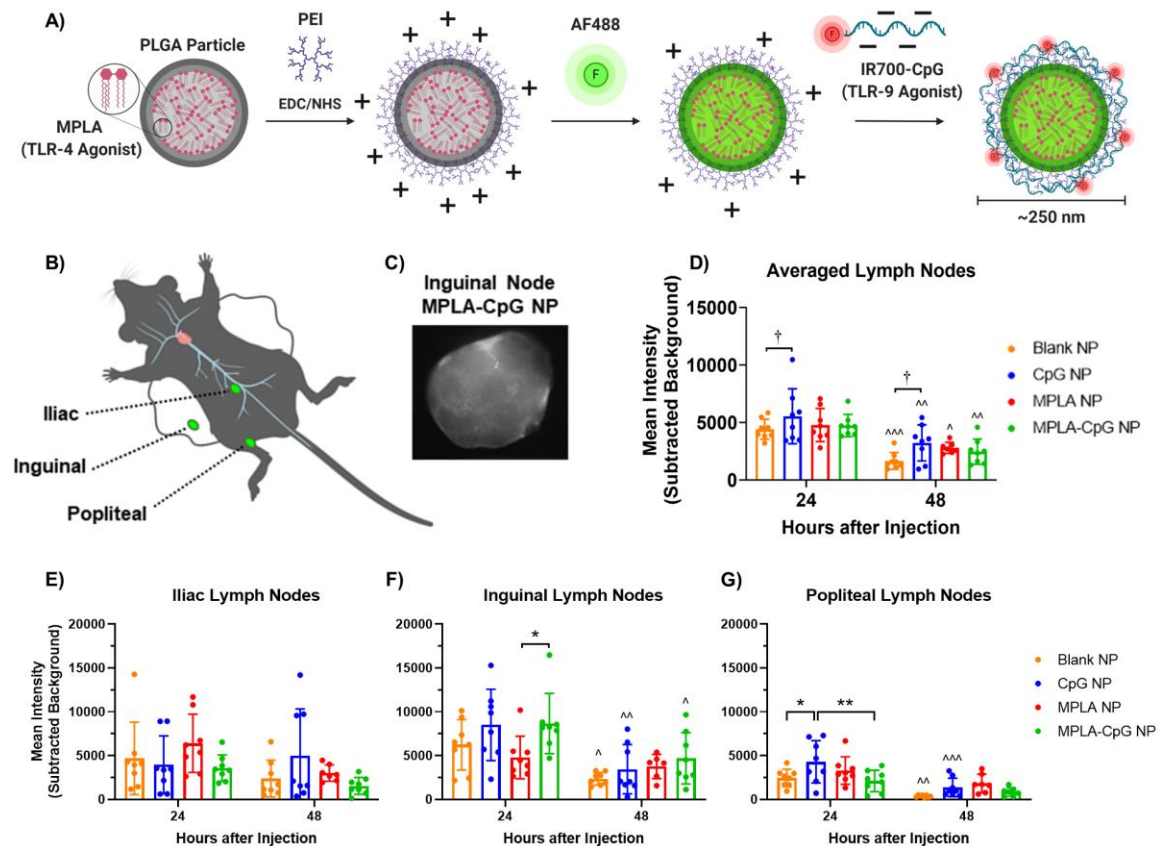 A)
PEI
AF488
PLGA Particle
EDC/NHS
F
F
IR700-CpG
(TLR-9 Agonist)
MPLA
(TLR-4 Agonist)
~250 nm
B)
Iliac
Inguinal
Popliteal
C)
Inguinal Node
MPLA-CpG NP
D)
Averaged Lymph Nodes
Mean Intensity
(Subtracted Background)
15000
10000
5000
0
†
†
^^^
^^
^
^^
24
48
Hours after Injection
Blank NP
CpG NP
MPLA NP
MPLA-CpG NP
E)
Iliac Lymph Nodes
Mean Intensity
(Subtracted Background)
20000
15000
10000
5000
0
24
48
Hours after Injection
F)
Inguinal Lymph Nodes
20000
15000
10000
5000
0
*
^
^^
^
24
48
Hours after Injection
G)
Popliteal Lymph Nodes
20000
15000
10000
5000
0
*
**
^^
^^^
24
48
Hours after Injection
Blank NP
CpG NP
MPLA NP
MPLA-CpG NP